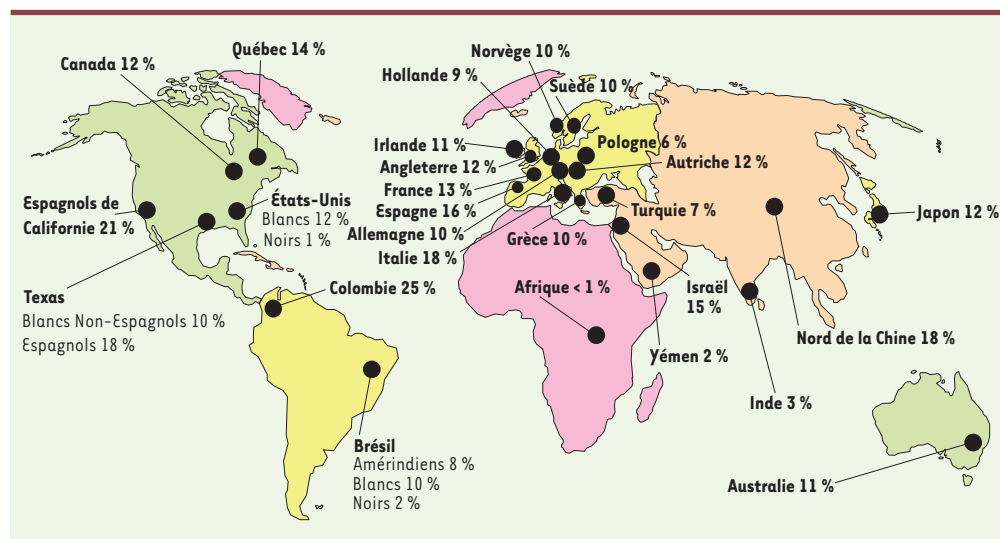 Québec 14 %
Canada 12 %
Norvège 10 %
Hollande 9 %
Suède 10 %
Irlande 11 %
Pologne 6 %
Angleterre 12 %
Autriche 12 %
France 13 %
Espagnols de
Californie 21 %
États-Unis
Blancs 12 %
Noirs 1 %
Espagne 16 %
Turquie 7 %
Japon 12 %
Allemagne 10 %
Grèce 10 %
Italie 18 %
Texas
Blancs Non-Espagnols 10 %
Espagnols 18 %
Colombie 25 %
Afrique < 1 %
Israël
15 %
Nord de la Chine 18 %
Yémen 2 %
Inde 3 %
Brésil
Amérindiens 8 %
Blancs 10 %
Noirs 2 %
Australie 11 %